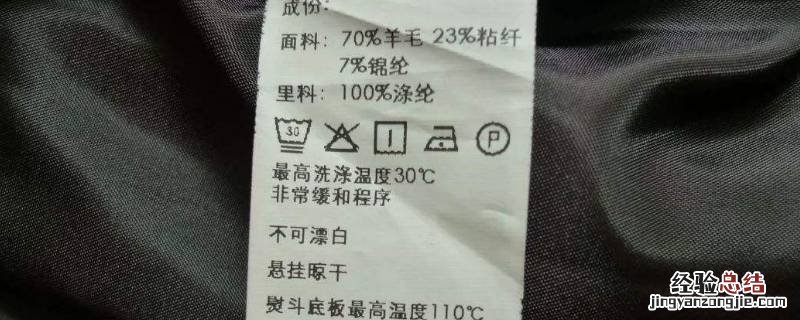 成份:
面料: 70%羊毛 23%粘纤
7%锦纶
里料: 100%涤纶
30 P
最高洗涤温度30℃
非常缓和程序
不可漂白
悬挂晾干
熨斗底板最高温度110℃
经验总结
jingyanzongjie.com